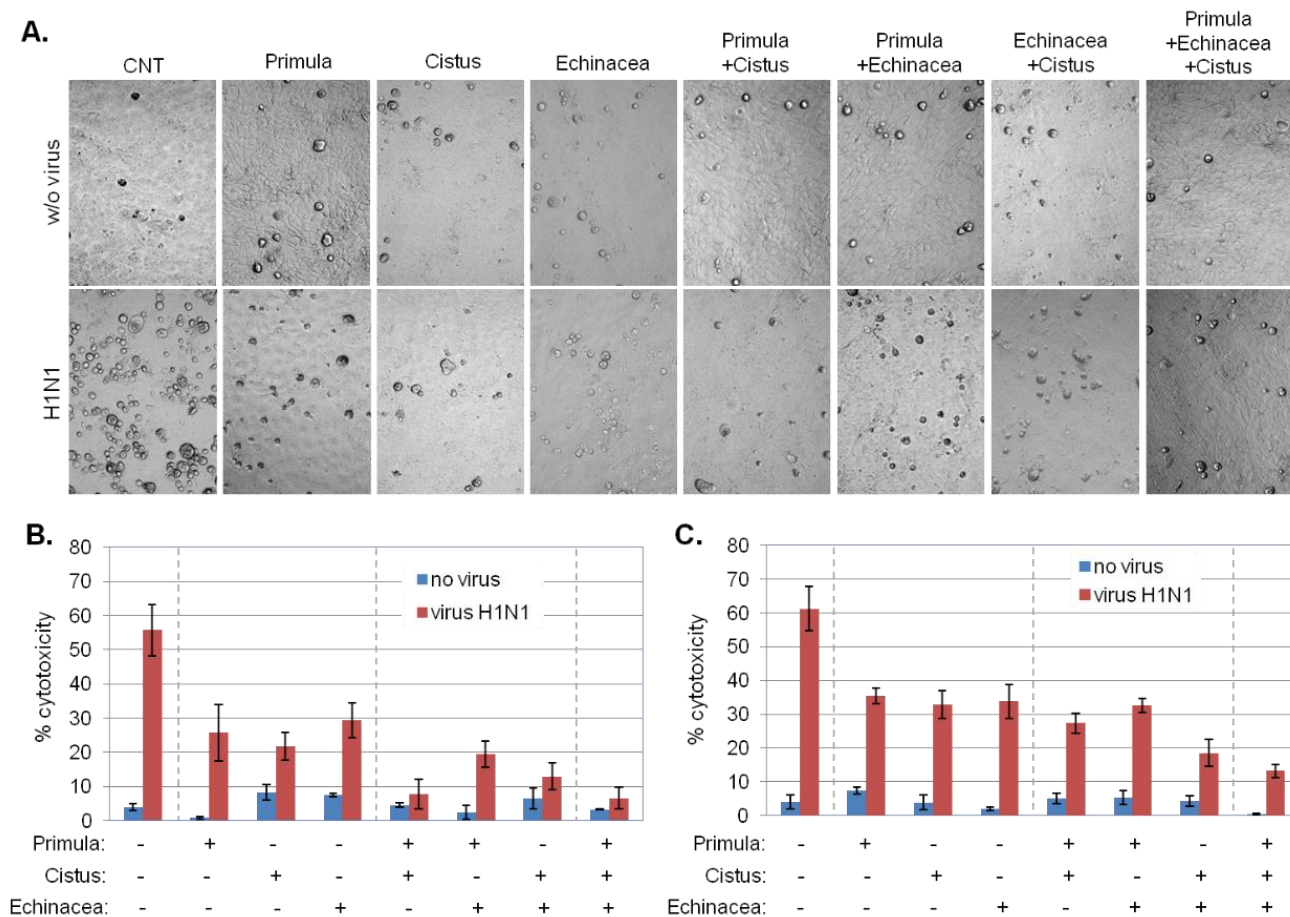 A.
CNT
Primula
Cistus
Echinacea
Primula
+Cistus
Primula
+Echinacea
Echinacea
+Cistus
Primula
+Echinacea
+Cistus
w/o virus
H1N1
B.
% cytotoxicity
80
70
60
50
40
30
20
10
0
no virus
virus H1N1
Primula: - + - - + + - +
Cistus: - - + - + - + +
Echinacea: - - - + - + + +
C.
% cytotoxicity
80
70
60
50
40
30
20
10
0
no virus
virus H1N1
Primula: - + - - + + - +
Cistus: - - + - + - + +
Echinacea: - - - + - + + +